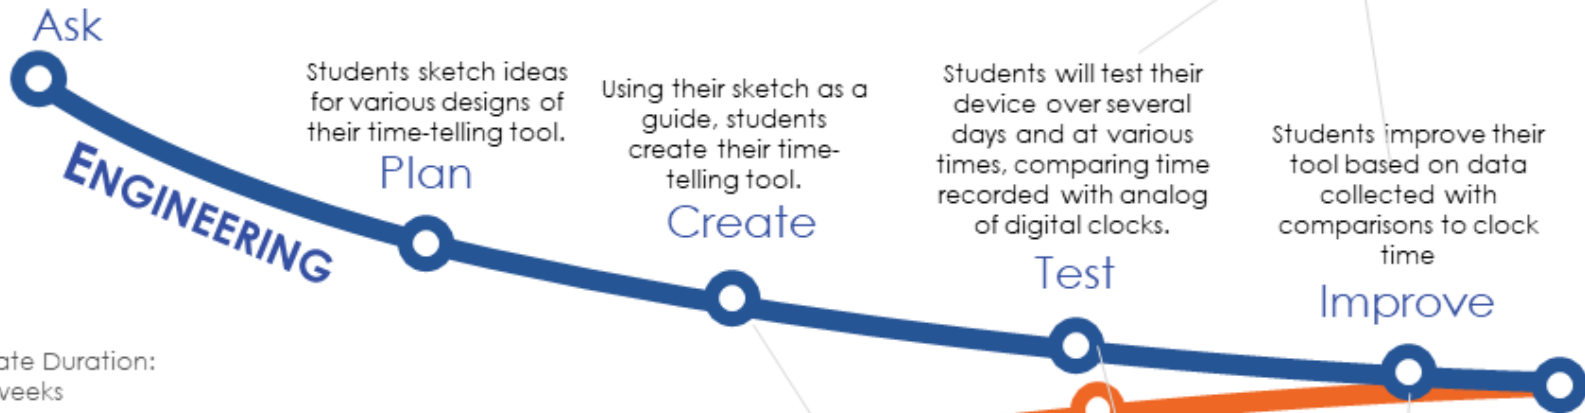 Ask
ENGINEERING
Students sketch ideas
for various designs of
their time-telling tool.
Plan
Using their sketch as a
guide, students
create their time-
telling tool.
Create
Students will test their
device over several
days and at various
times, comparing time
recorded with analog
of digital clocks.
Test
Students improve their
tool based on data
collected with
comparisons to clock
time
Improve
ate Duration:
weeks